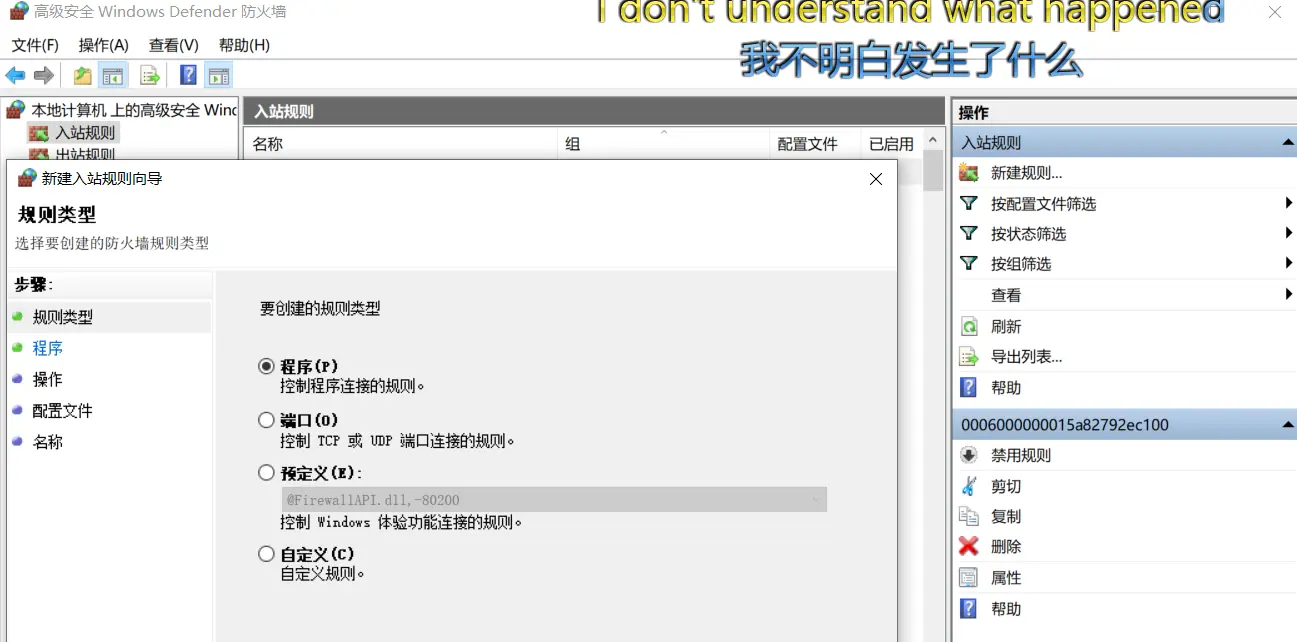 高级安全 Windows Defender 防火墙
I don't understand what happened
我不明白发生了什么
文件(F) 操作(A) 查看(V) 帮助(H)
本地计算机 上的高级安全 Wind
入站规则
出站规则
入站规则
名称 组 配置文件 已启用
新建入站规则向导
规则类型
选择要创建的防火墙规则类型
步骤:
规则类型
程序
操作
配置文件
名称
要创建的规则类型
程序(P)
控制程序连接的规则。
端口(O)
控制 TCP 或 UDP 端口连接的规则。
预定义(E):
@FirewallAPI.dll,-80200
控制 Windows 体验功能连接的规则。
自定义(C)
自定义规则。
操作
入站规则
新建规则...
按配置文件筛选
按状态筛选
按组筛选
查看
刷新
导出列表...
帮助
0006000000015a82792ec100
禁用规则
剪切
复制
删除
属性
帮助